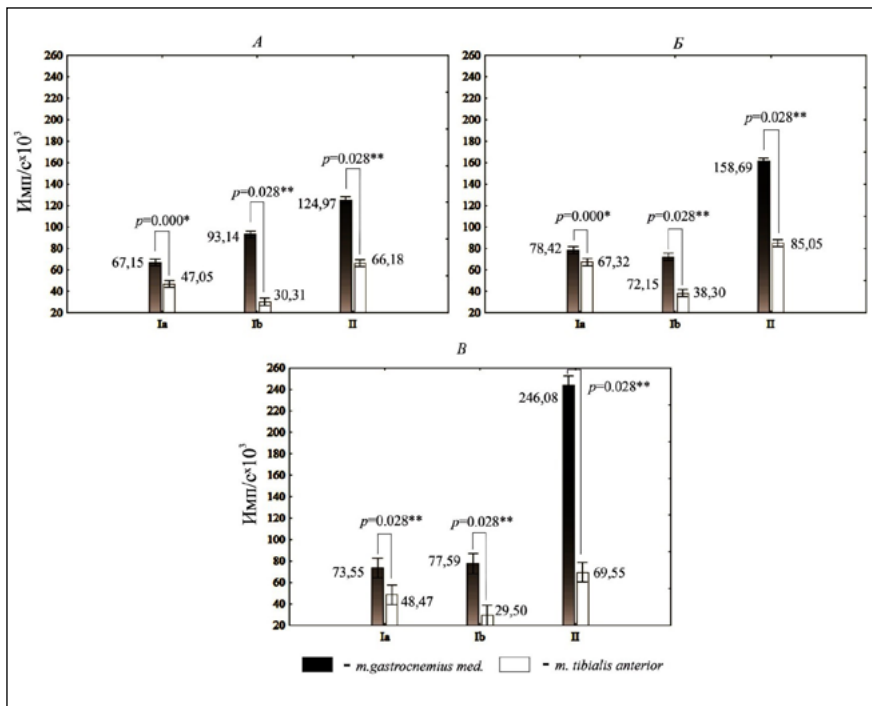 А
260
240
220
200
180
160
140
120
100
80
60
40
20
Имп/с×10³
p=0.000*
67,15
47,05
p=0.028**
93,14
30,31
p=0.028**
124,97
66,18
Ia
Ib
II
Б
260
240
220
200
180
160
140
120
100
80
60
40
20
p=0.000*
78,42
67,32
p=0.028**
72,15
38,30
p=0.028**
158,69
85,05
Ia
Ib
II
В
260
240
220
200
180
160
140
120
100
80
60
40
20
Имп/с×10³
p=0.028**
73,55
48,47
p=0.028**
77,59
29,50
p=0.028**
246,08
69,55
Ia
Ib
II
- m.gastrocnemius med.
- m. tibialis anterior